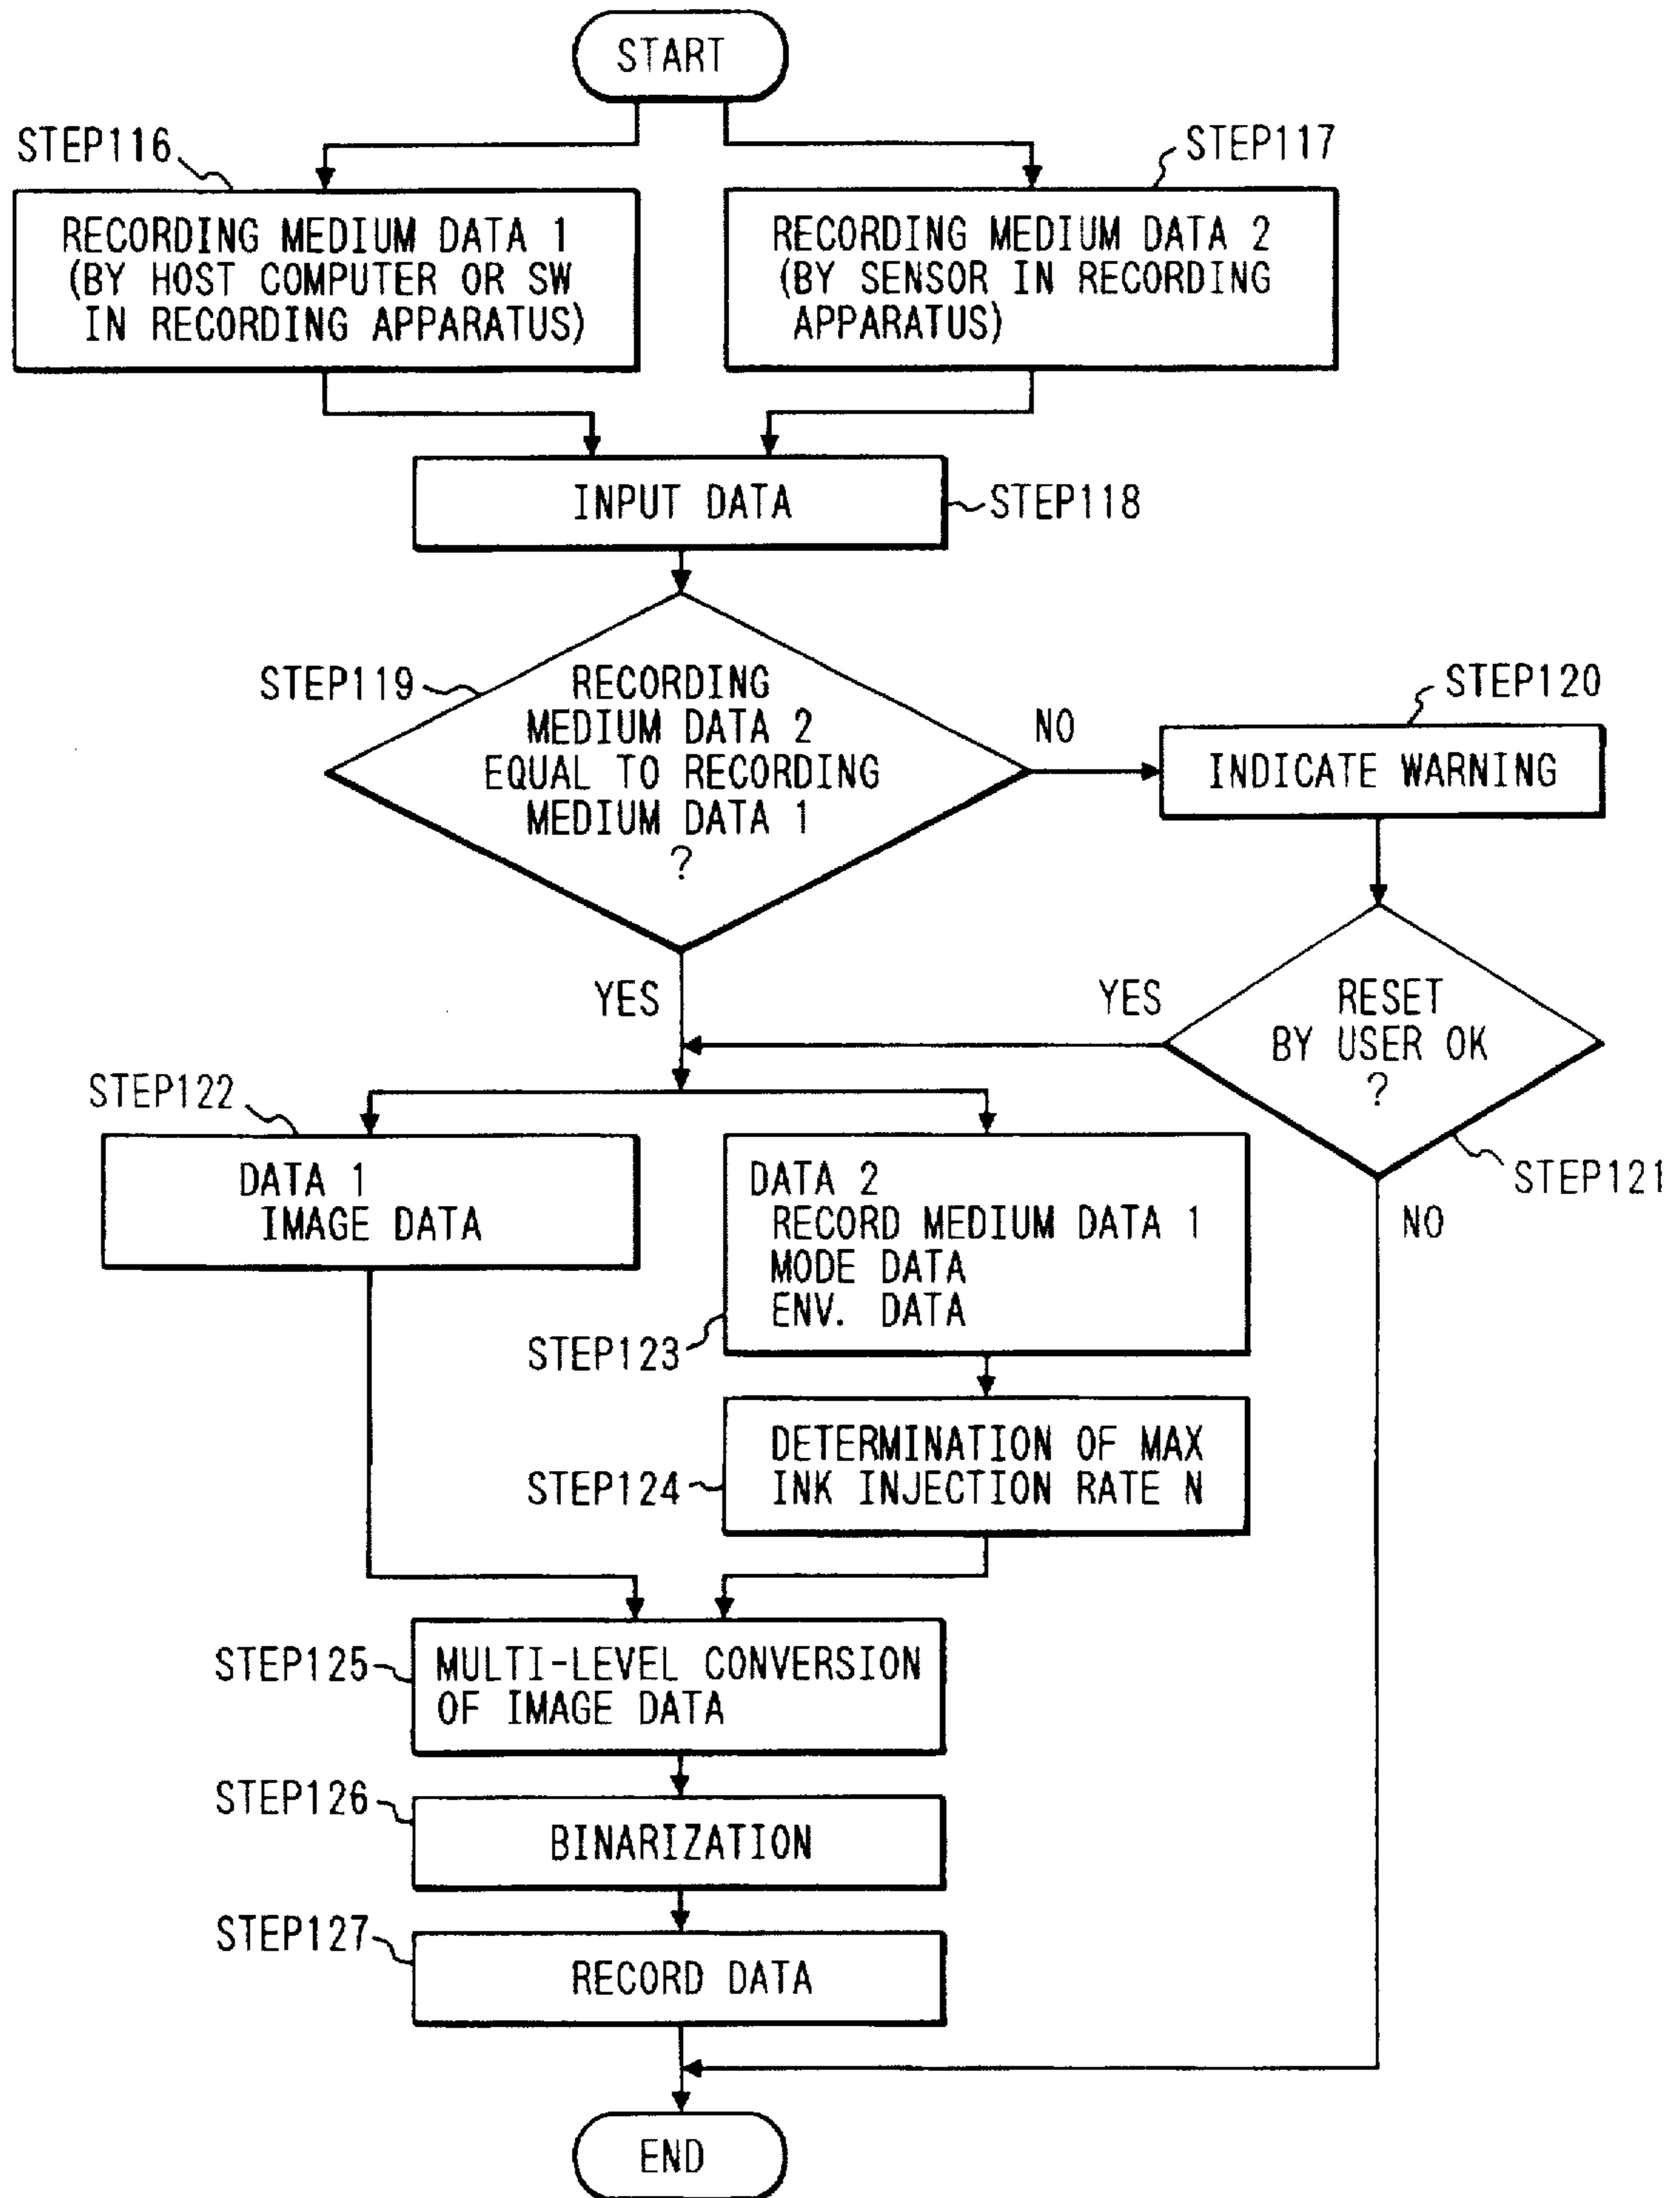 START
STEP116
STEP117
RECORDING MEDIUM DATA 1
(BY HOST COMPUTER OR SW
IN RECORDING APPARATUS)
RECORDING MEDIUM DATA 2
(BY SENSOR IN RECORDING
APPARATUS)
INPUT DATA
STEP118
STEP119
RECORDING
MEDIUM DATA 2
EQUAL TO RECORDING
MEDIUM DATA 1
?
NO
STEP120
INDICATE WARNING
YES
YES
RESET
BY USER OK
?
STEP121
NO
STEP122
DATA 1
IMAGE DATA
DATA 2
RECORD MEDIUM DATA 1
MODE DATA
ENV. DATA
STEP123
DETERMINATION OF MAX
INK INJECTION RATE N
STEP124
STEP125
MULTI-LEVEL CONVERSION
OF IMAGE DATA
STEP126
BINARIZATION
STEP127
RECORD DATA
END